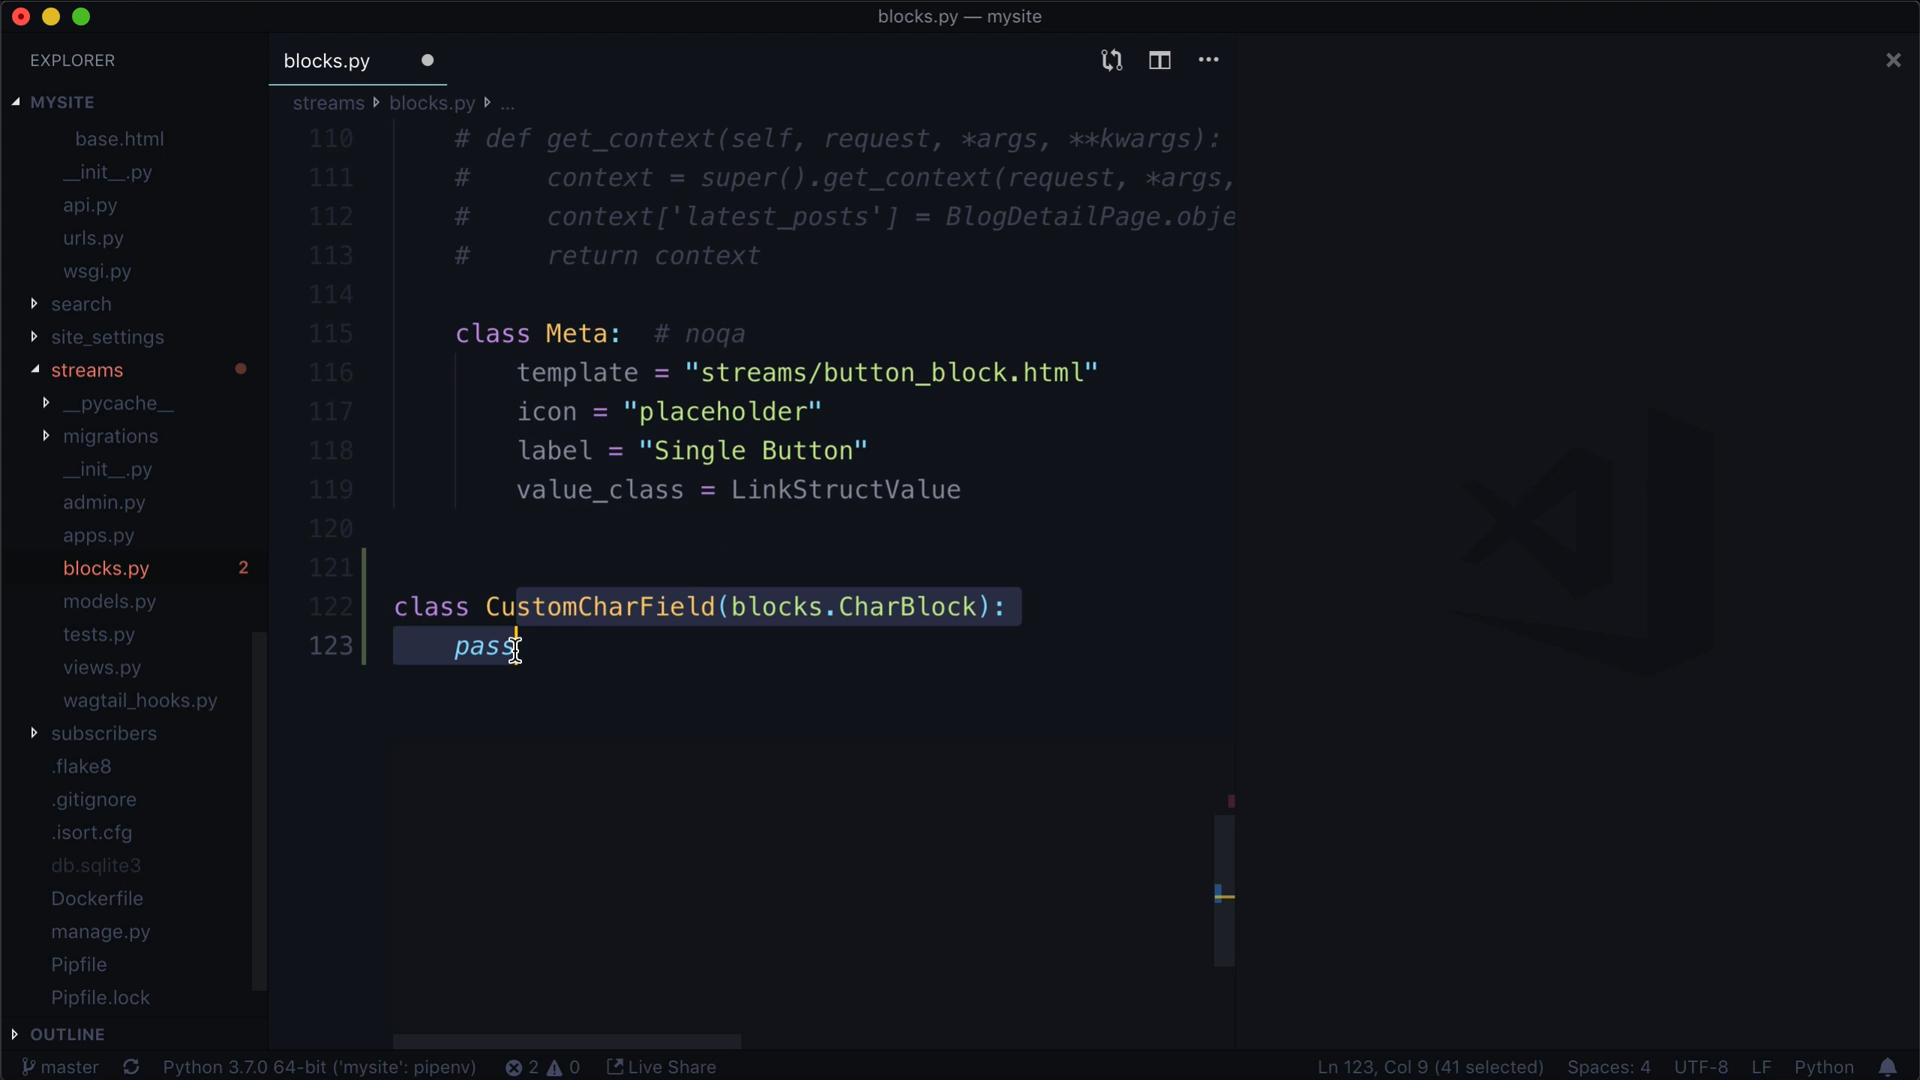 blocks.py — mysite
EXPLORER
MYSITE
base.html
__init__.py
api.py
urls.py
wsgi.py
search
site_settings
streams
__pycache__
migrations
__init__.py
admin.py
apps.py
blocks.py 2
models.py
tests.py
views.py
wagtail_hooks.py
subscribers
.flake8
.gitignore
.isort.cfg
db.sqlite3
Dockerfile
manage.py
Pipfile
Pipfile.lock
OUTLINE
blocks.py
streams blocks.py ...
110 # def get_context(self, request, *args, **kwargs):
111 #     context = super().get_context(request, *args,
112 #     context['latest_posts'] = BlogDetailPage.obje
113 #     return context
114
115 class Meta:  # noqa
116 template = "streams/button_block.html"
117 icon = "placeholder"
118 label = "Single Button"
119 value_class = LinkStructValue
120
121
122 class CustomCharField(blocks.CharBlock):
123 pass
master Python 3.7.0 64-bit ('mysite': pipenv) 2 0 Live Share Ln 123, Col 9 (41 selected) Spaces: 4 UTF-8 LF Python